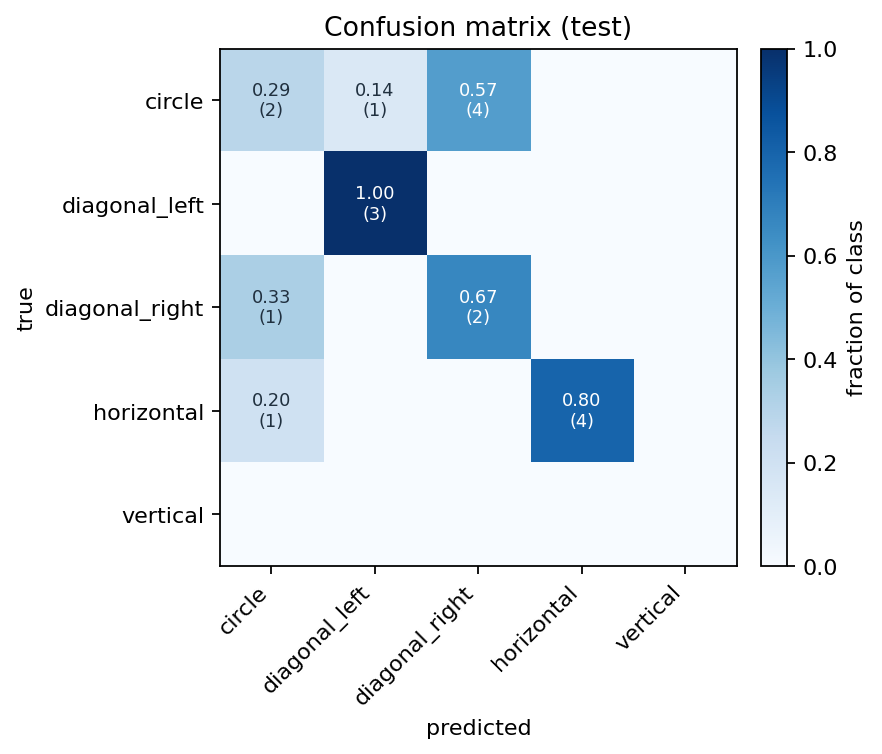 Confusion matrix (test)
circle
0.29
(2)
0.14
(1)
0.57
(4)
diagonal_left
1.00
(3)
diagonal_right
0.33
(1)
0.67
(2)
horizontal
0.20
(1)
0.80
(4)
vertical
true
circle
diagonal_left
diagonal_right
horizontal
vertical
predicted
1.0
0.8
0.6
0.4
0.2
0.0
fraction of class